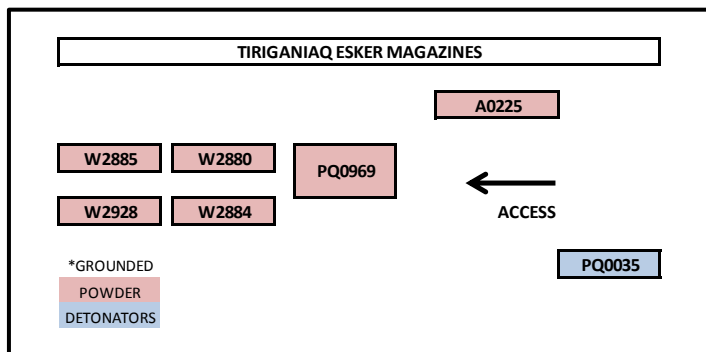 TIRIGANIAQ ESKER MAGAZINES
A0225
W2885 W2880
PQ0969
W2928 W2884
ACCESS
*GROUNDED
PQ0035
POWDER
DETONATORS